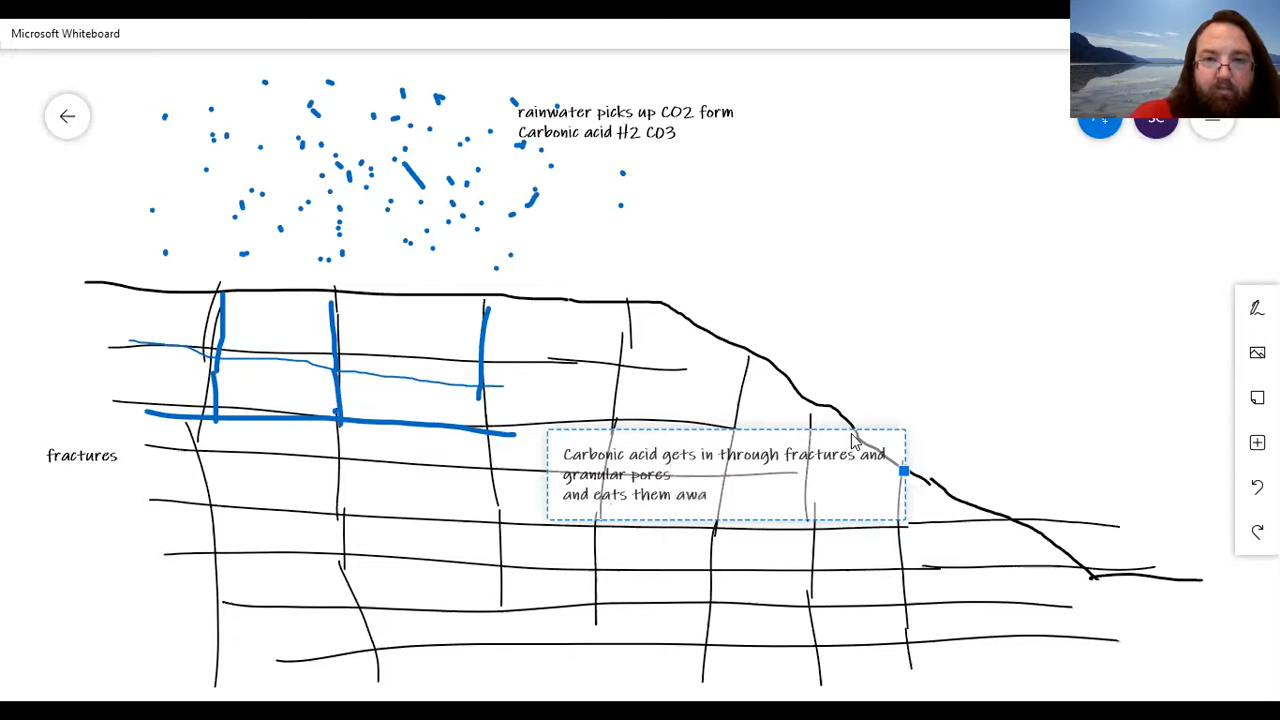 Microsoft Whiteboard
rainwater picks up CO2 form
Carbonic acid H2 CO3
fractures
Carbonic acid gets in through fractures and
granular pores
and eats them awa